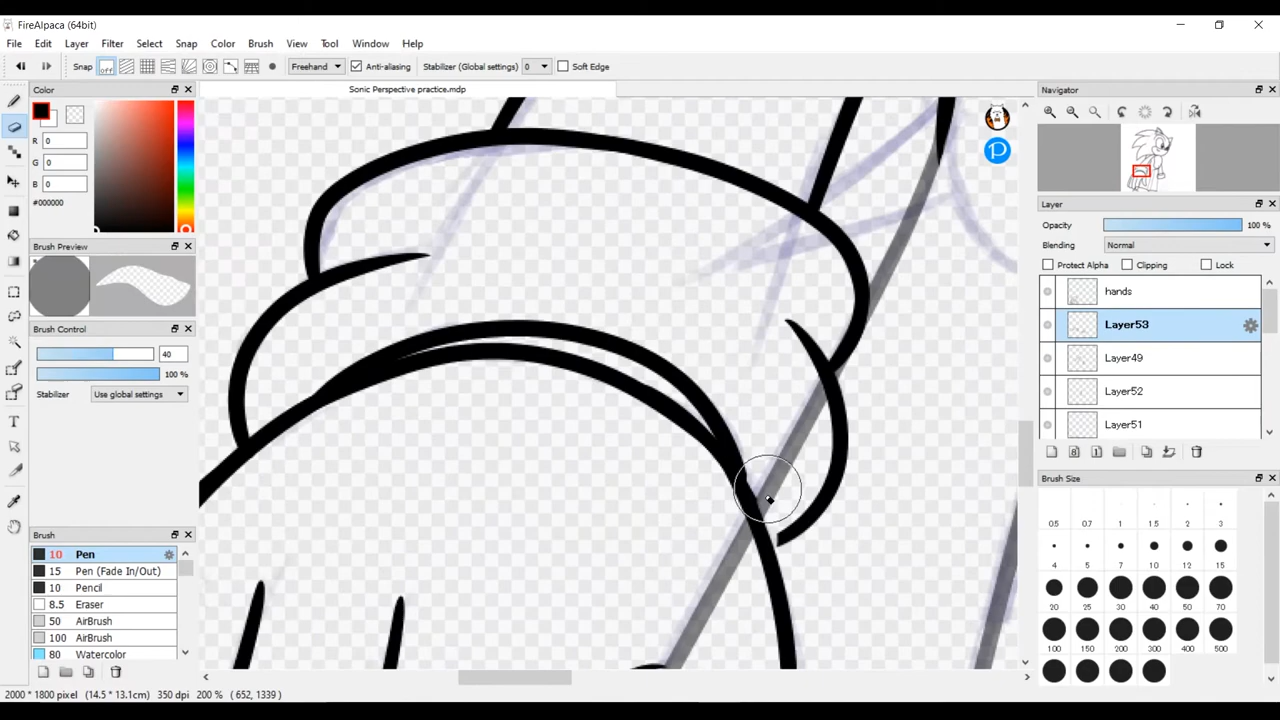 FireAlpaca (64bit)
File Edit Layer Filter Select Snap Color Brush View Tool Window Help
Snap off Freehand Anti-aliasing Stabilizer (Global settings) 0 Soft Edge
Color
Sonic Perspective practice.mdp
Navigator
R 0
G 0
B 0
#000000
Brush Preview
Brush Control
40
100 %
Stabilizer Use global settings
Layer
Opacity 100 %
Blending Normal
Protect Alpha Clipping Lock
hands
Layer53
Layer49
Layer52
Layer51
Brush
10 Pen
15 Pen (Fade In/Out)
10 Pencil
8.5 Eraser
50 AirBrush
100 AirBrush
80 Watercolor
Brush Size
0.5 0.7 1 1.5 2 3
4 5 7 10 12 15
20 25 30 40 50 70
100 150 200 300 400 500
2000 * 1800 pixel (14.5 * 13.1cm) 350 dpi 200 % ( 652, 1339 )